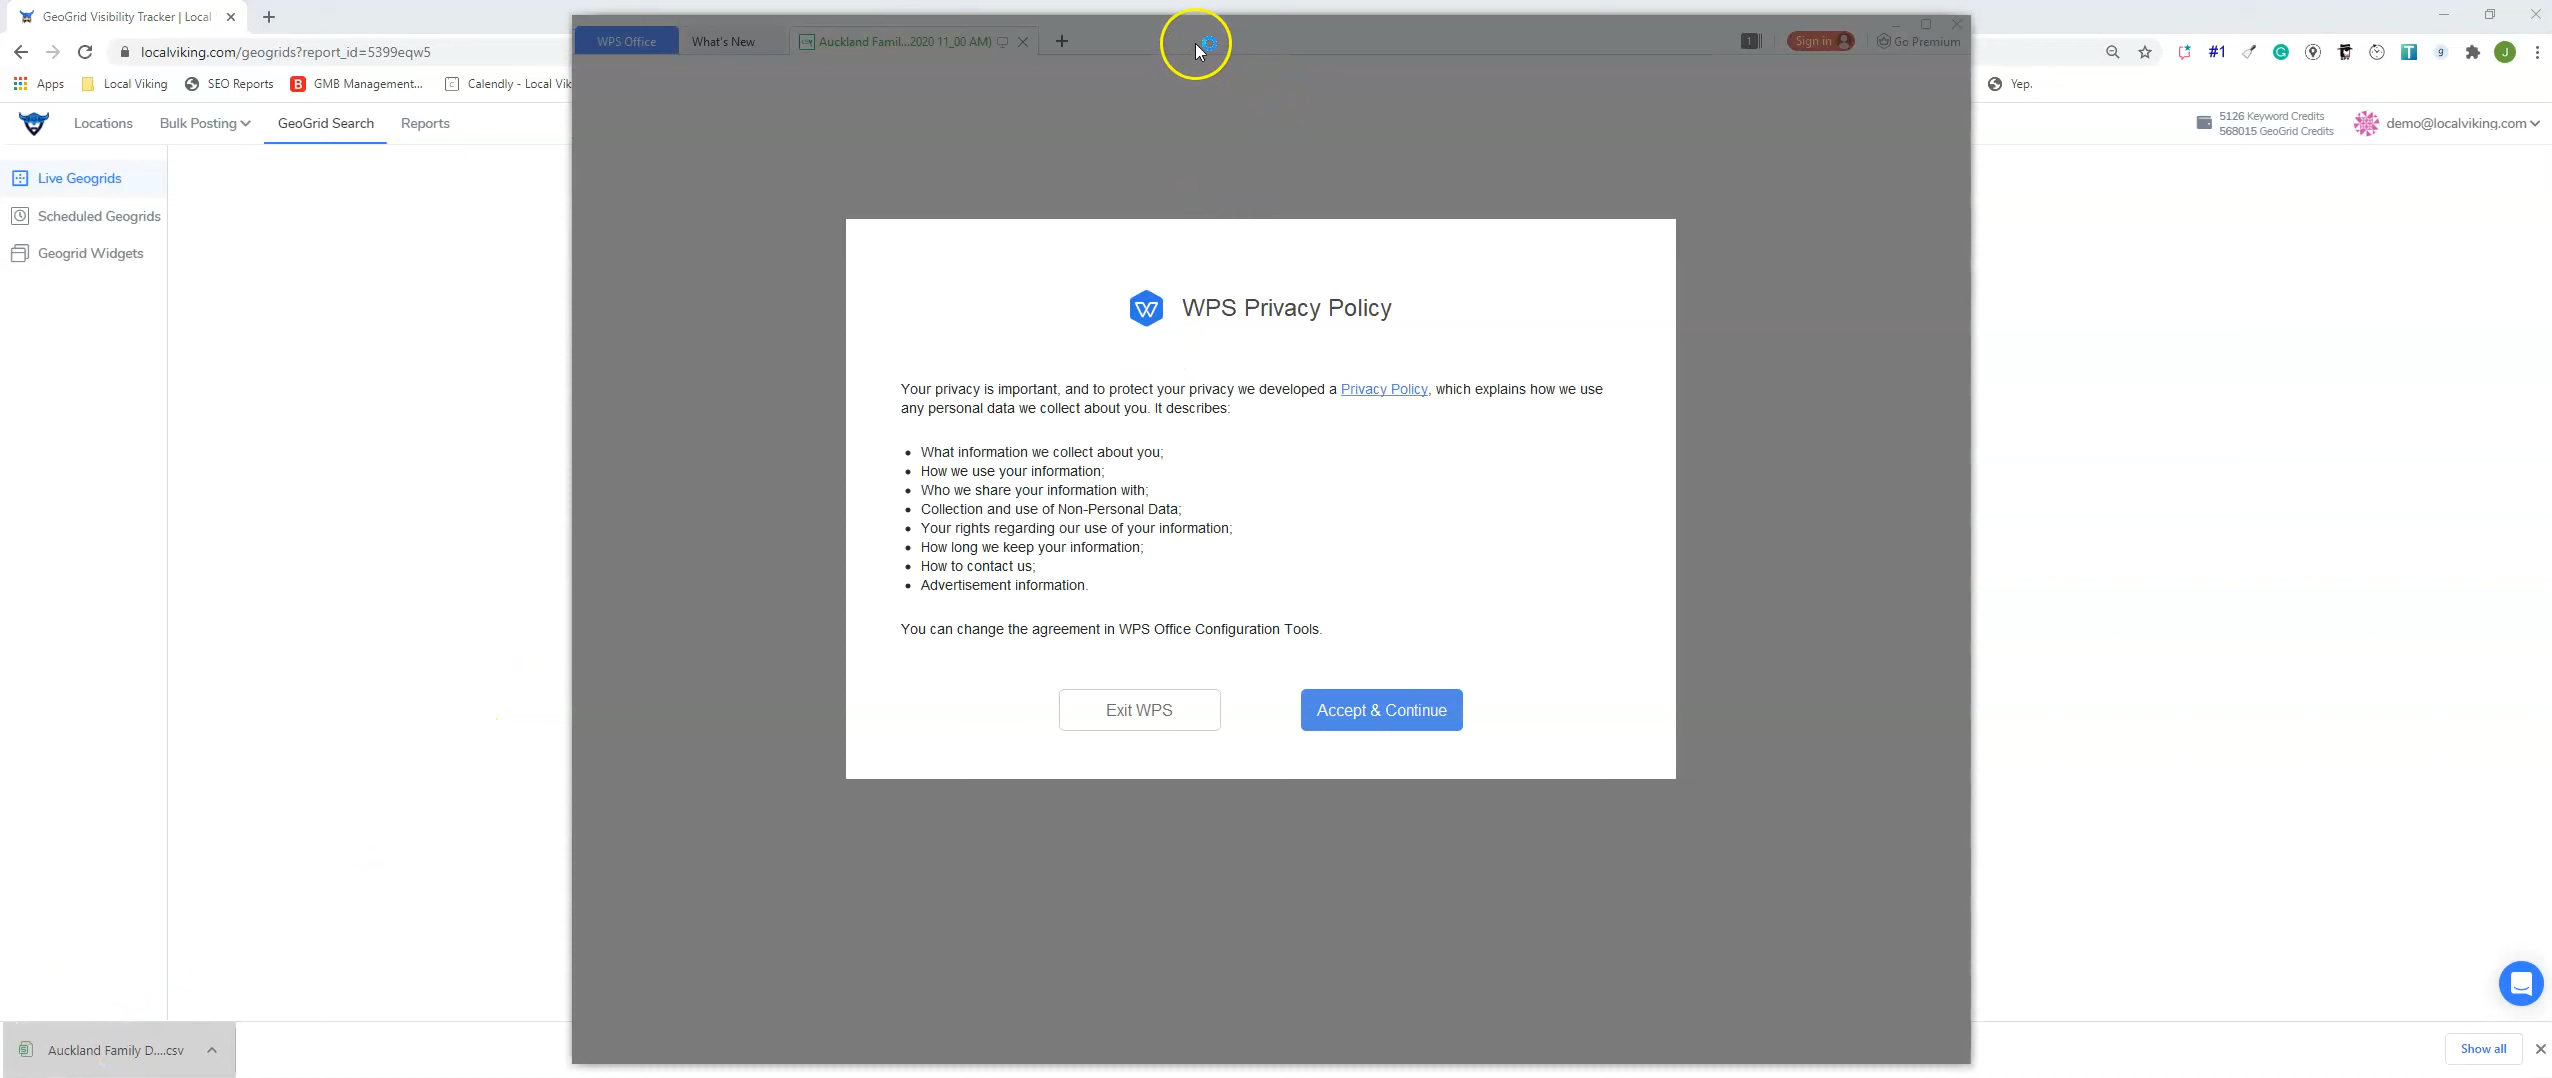 GeoGrid Visibility Tracker | Local
localviking.com/geogrids?report_id=5399eqw5
#1
T
g
J
Apps
Local Viking
SEO Reports
B
GMB Management...
C
Calendly - Local Vik
Yep.
Locations
Bulk Posting
GeoGrid Search
Reports
5126 Keyword Credits
568015 GeoGrid Credits
demo@localviking.com
Live Geogrids
Scheduled Geogrids
Geogrid Widgets
WPS Office
What's New
Auckland Famil...2020 11_00 AM)
1
Sign in
Go Premium
WPS Privacy Policy
Your privacy is important, and to protect your privacy we developed a Privacy Policy, which explains how we use
any personal data we collect about you. It describes:
• What information we collect about you;
• How we use your information;
• Who we share your information with;
• Collection and use of Non-Personal Data;
• Your rights regarding our use of your information;
• How long we keep your information;
• How to contact us;
• Advertisement information.
You can change the agreement in WPS Office Configuration Tools.
Exit WPS
Accept & Continue
Auckland Family D....csv
Show all